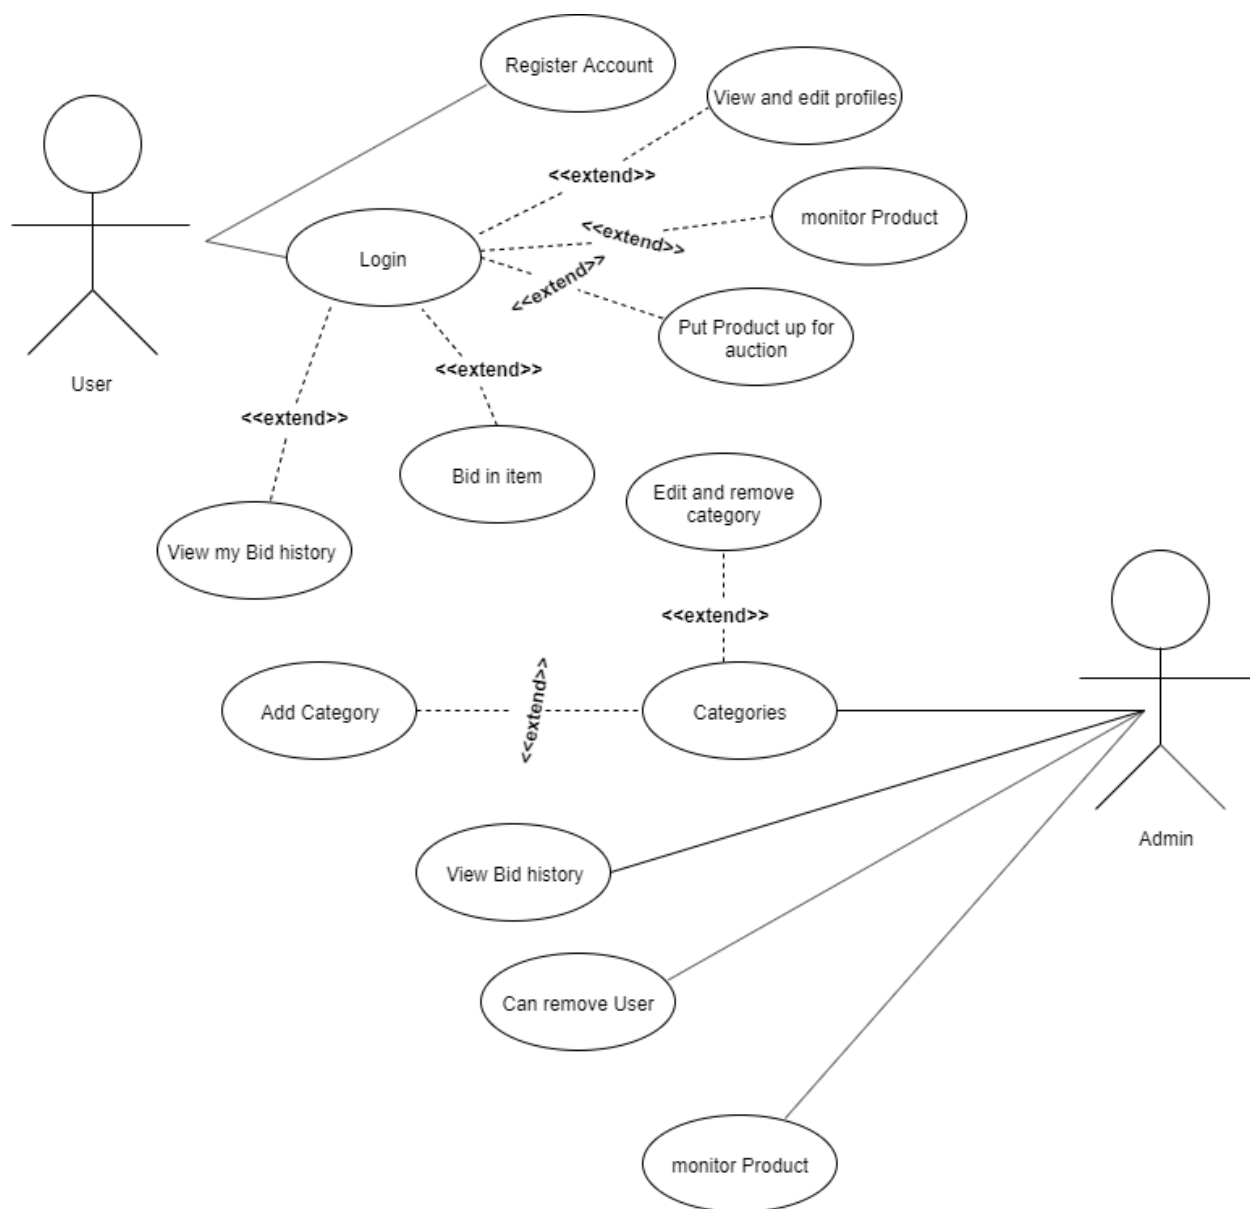 Register Account
View and edit profiles
<<extend>>
monitor Product
<<extend>>
Login
<<extend>>
Put Product up for
auction
User
<<extend>>
<<extend>>
Bid in item
Edit and remove
category
View my Bid history
<<extend>>
<<extend>>
Add Category
Categories
Admin
View Bid history
Can remove User
monitor Product